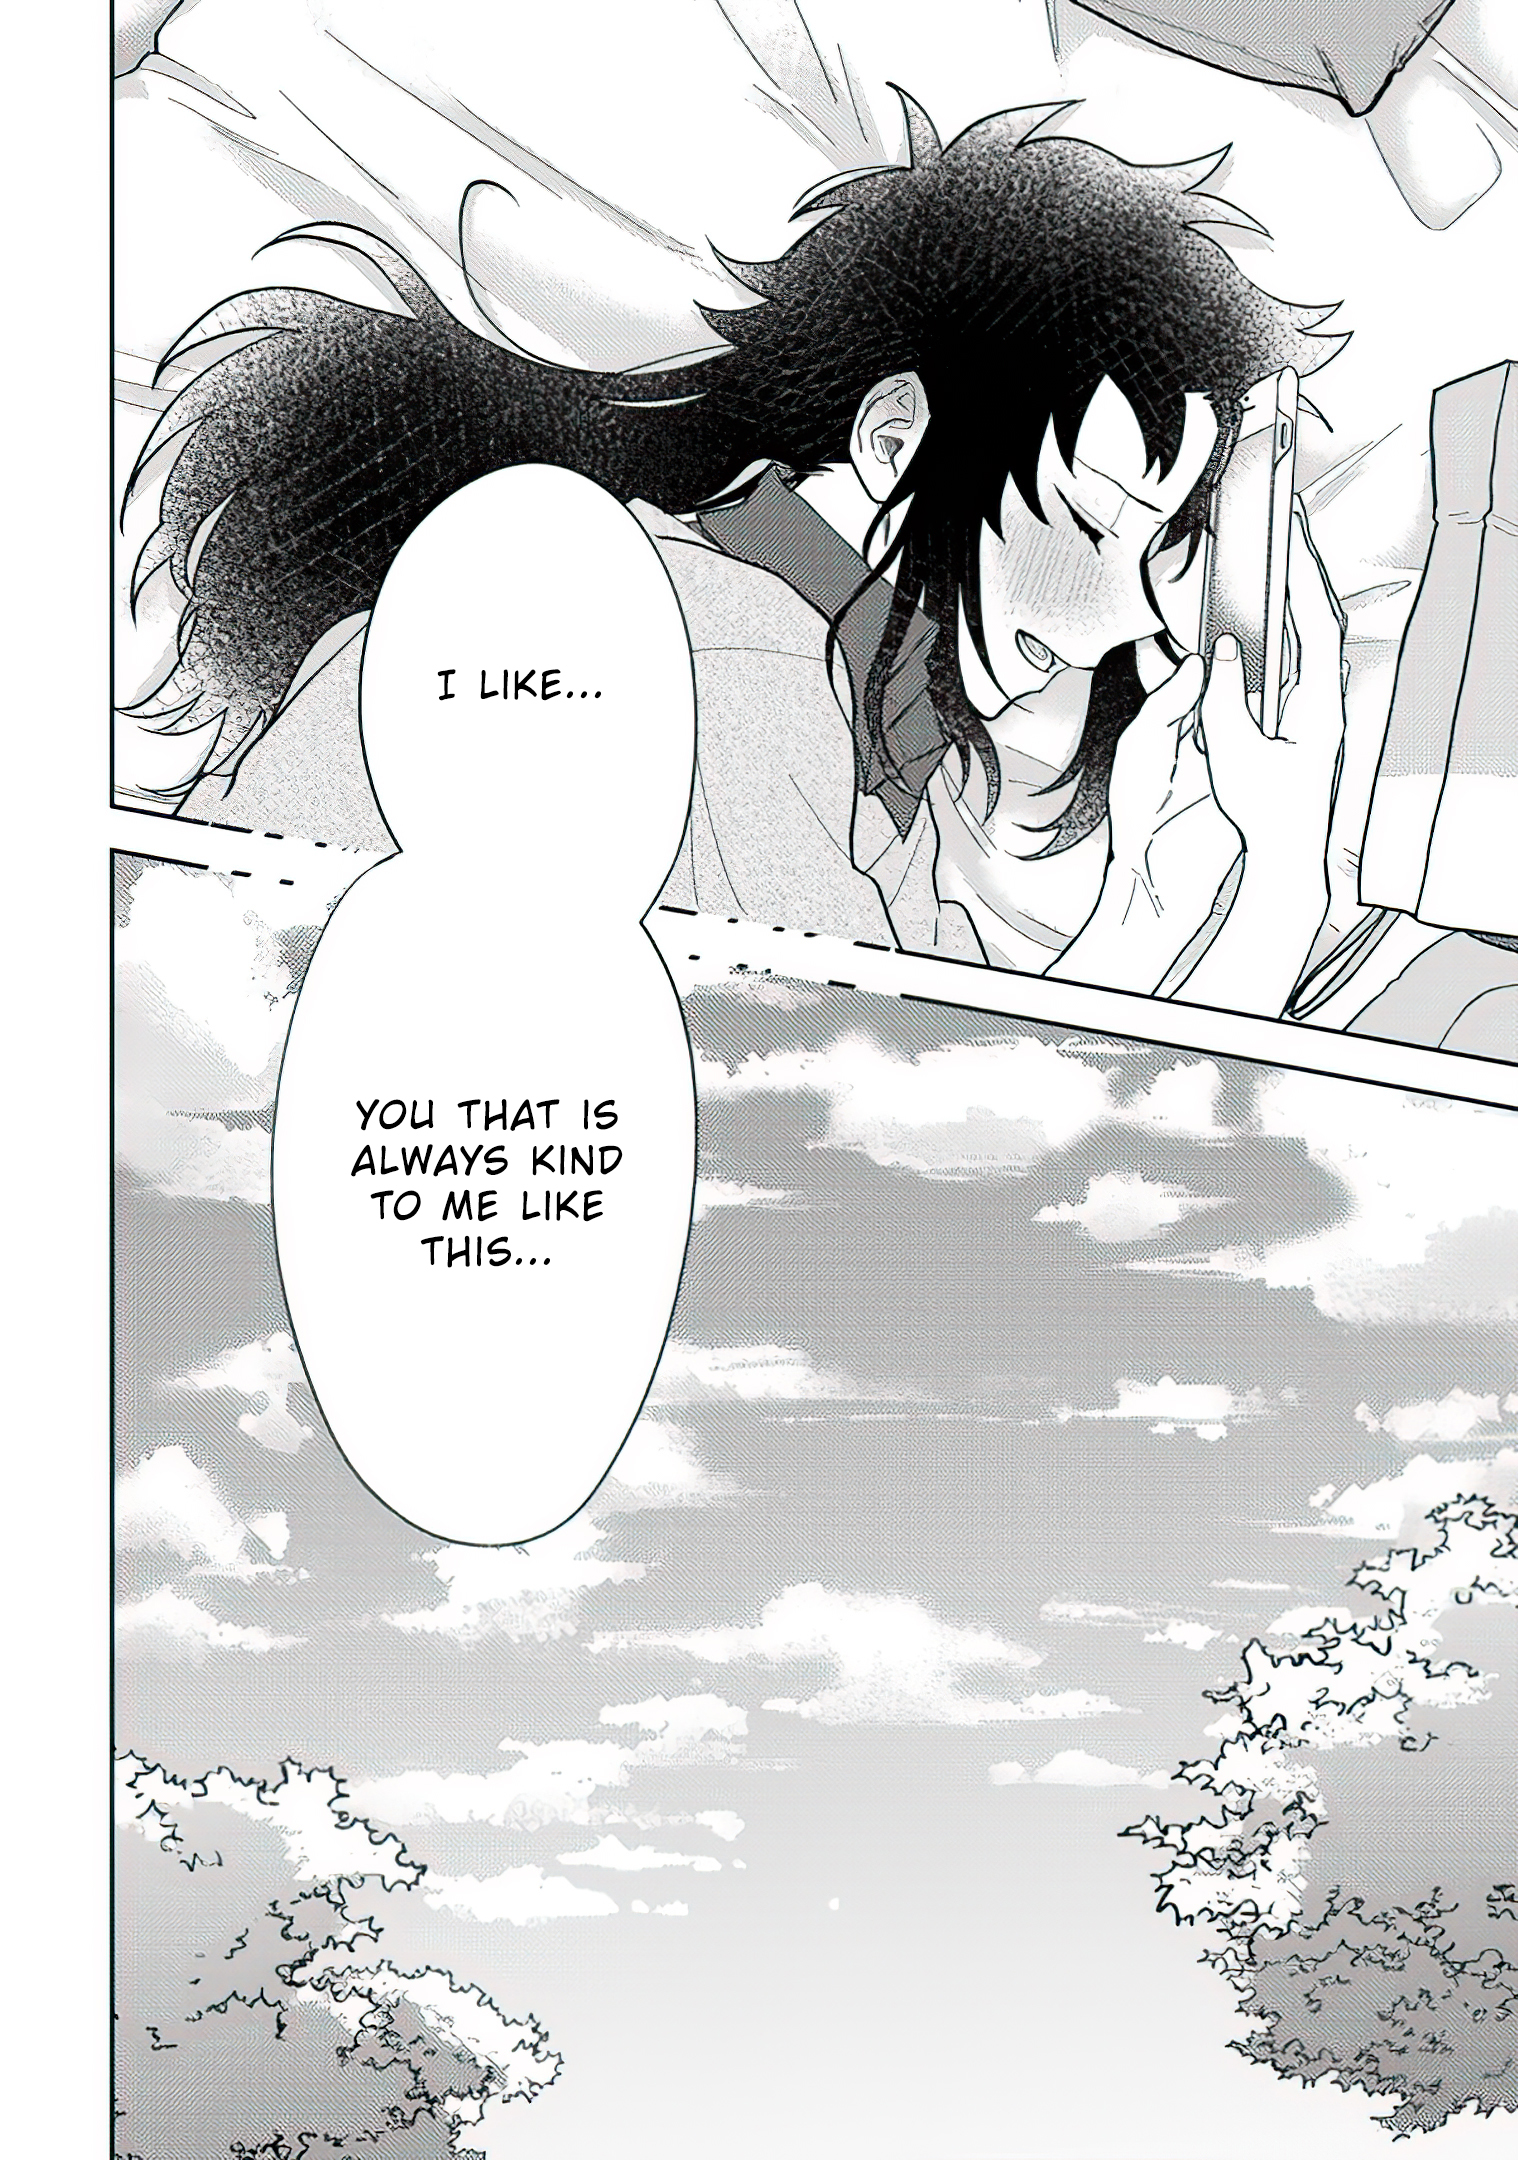 I LIKE...
YOU THAT IS
ALWAYS KIND
TO ME LIKE
THIS...